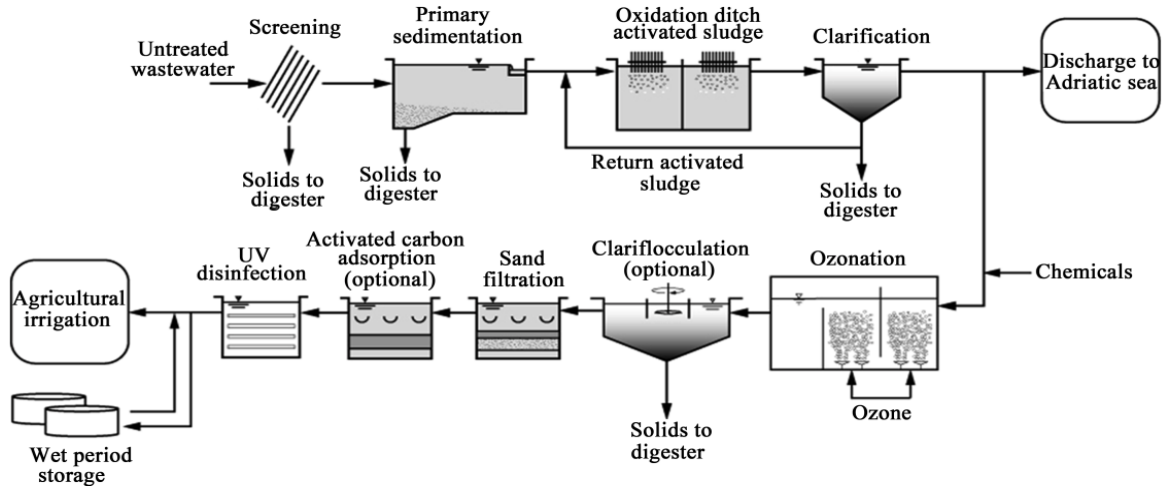 Untreated
wastewater
Screening
Primary
sedimentation
Oxidation ditch
activated sludge
Clarification
Discharge to
Adriatic sea
Solids to
digester
Solids to
digester
Return activated
sludge
Solids to
digester
Agricultural
irrigation
UV
disinfection
Activated carbon
adsorption
(optional)
Sand
filtration
Clariflocculation
(optional)
Ozonation
Chemicals
Ozone
Wet period
storage
Solids to
digester